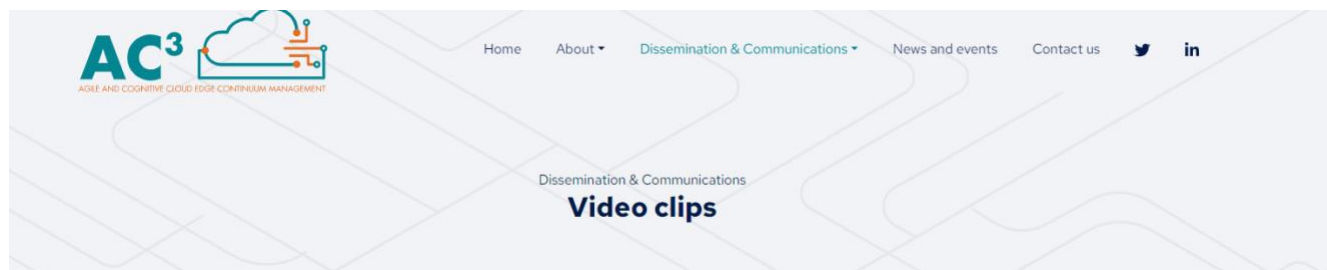 AC³
AGILE AND COGNITIVE CLOUD EDGE CONTINUUM MANAGEMENT
Home About Dissemination & Communications News and events Contact us in
Dissemination & Communications
Video clips